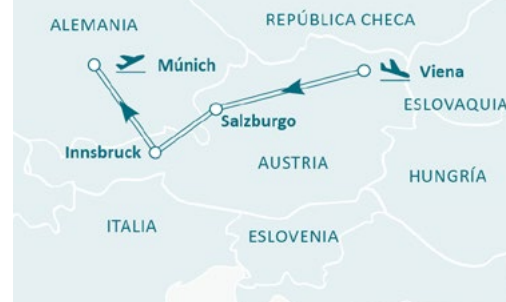 REPÚBLICA CHECA
ALEMANIA
Múnich
Viena
ESLOVAQUIA
Salzburgo
Innsbruck
AUSTRIA
HUNGRÍA
ITALIA
ESLOVENIA